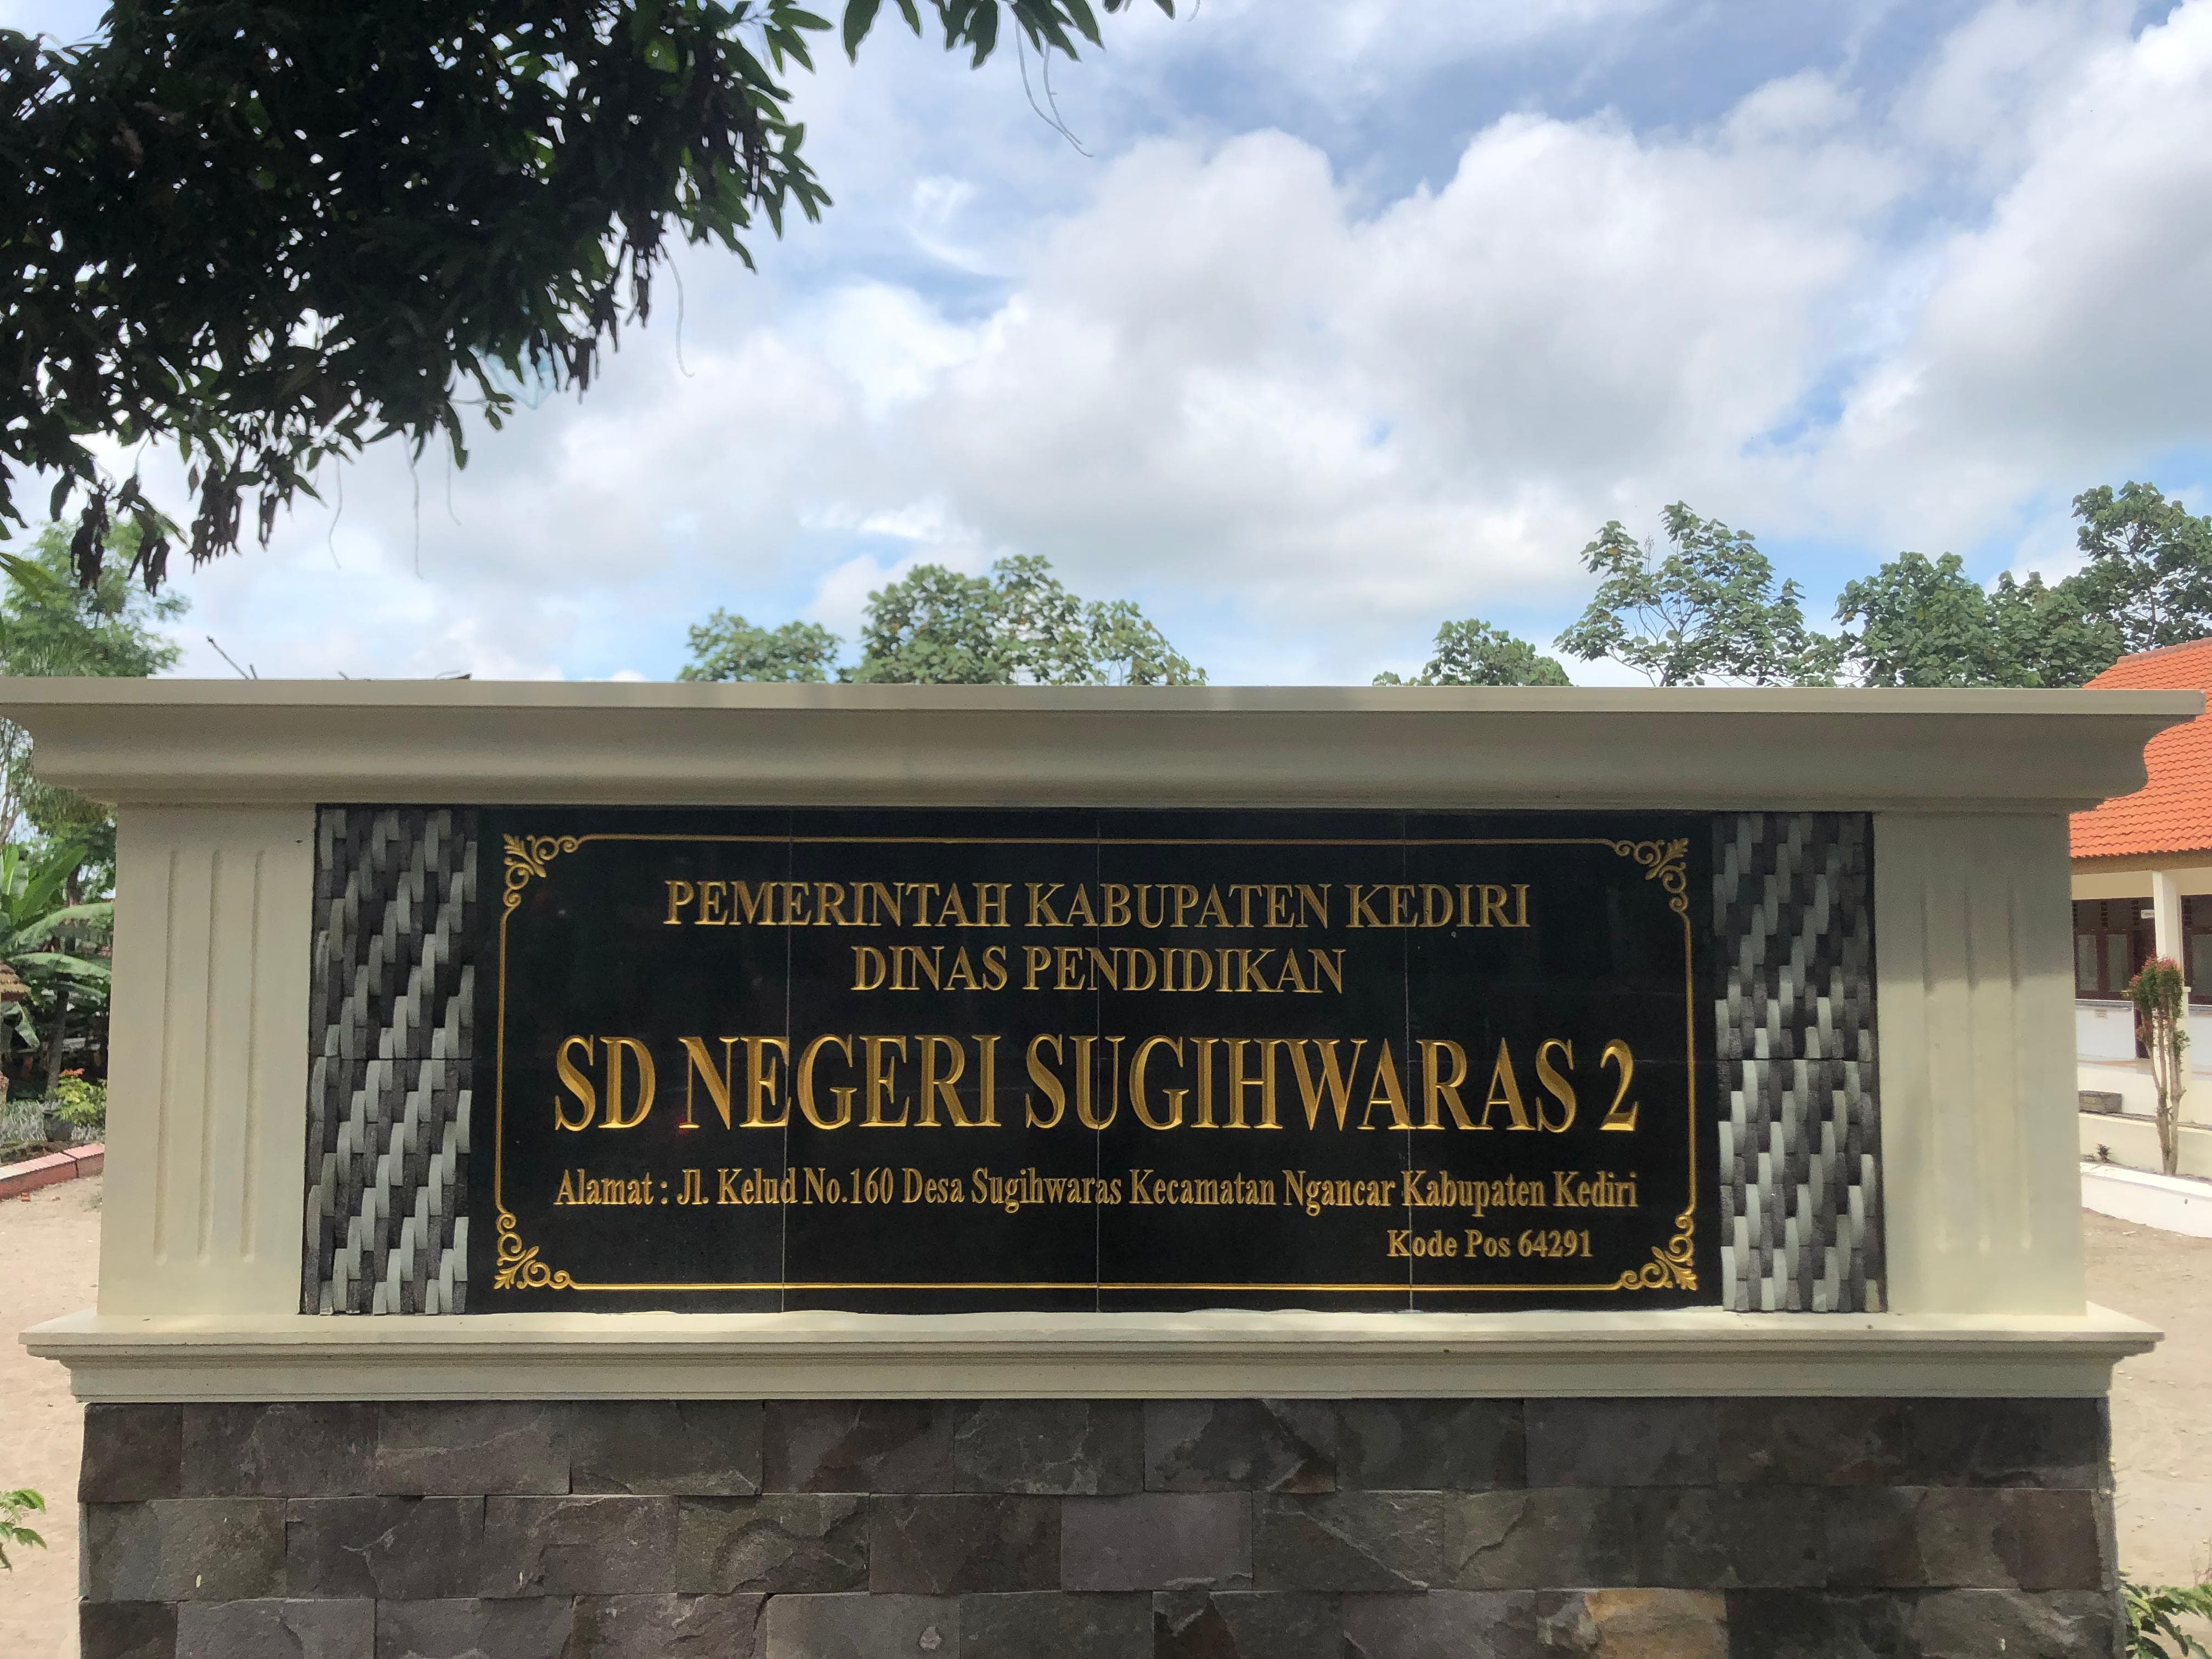 PEMERINTAH KABUPATEN KEDIRI
DINAS PENDIDIKAN
SD NEGERI SUGIHWARAS 2
Alamat : Jl. Kelud No.160 Desa Sugihwaras Kecamatan Ngancar Kabupaten Kediri
Kode Pos 64291